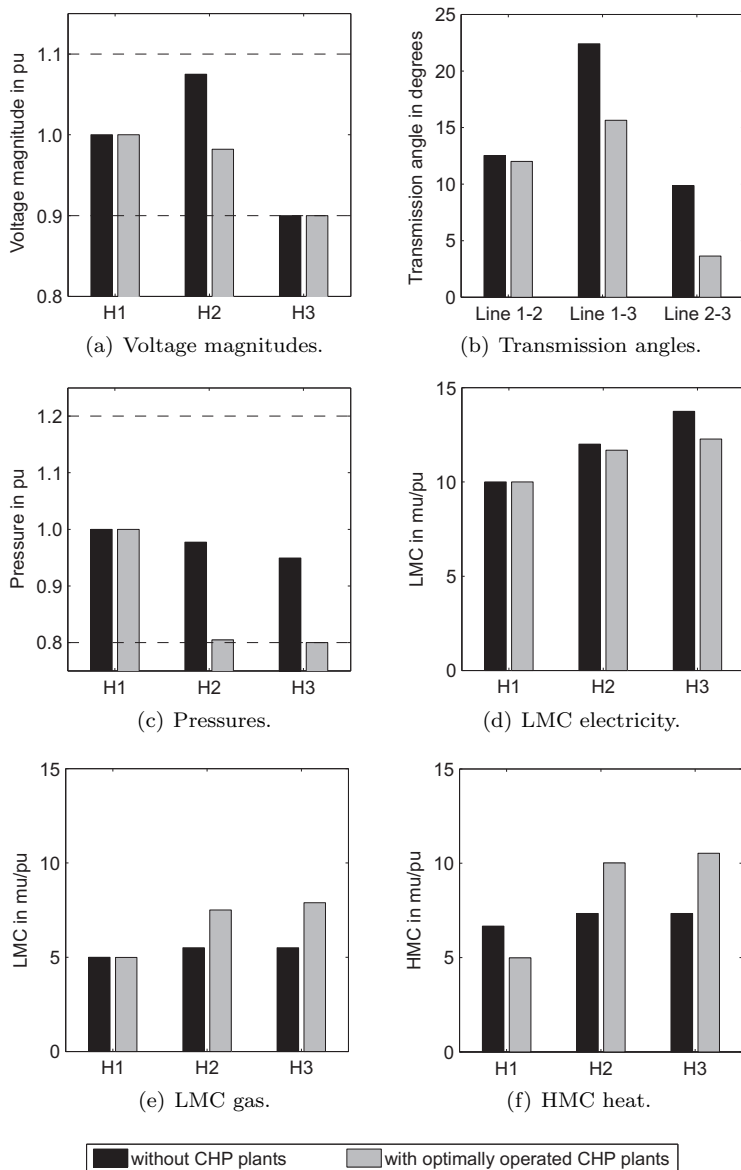 Voltage magnitude in pu
1.1
1.0
0.9
0.8
H1 H2 H3
(a) Voltage magnitudes.
Transmission angle in degrees
25
20
15
10
5
0
Line 1-2 Line 1-3 Line 2-3
(b) Transmission angles.
Pressure in pu
1.2
1.1
1.0
0.9
0.8
H1 H2 H3
(c) Pressures.
LMC in mu/pu
15
10
5
0
H1 H2 H3
(d) LMC electricity.
LMC in mu/pu
15
10
5
0
H1 H2 H3
(e) LMC gas.
HMC in mu/pu
15
10
5
0
H1 H2 H3
(f) HMC heat.
without CHP plants with optimally operated CHP plants